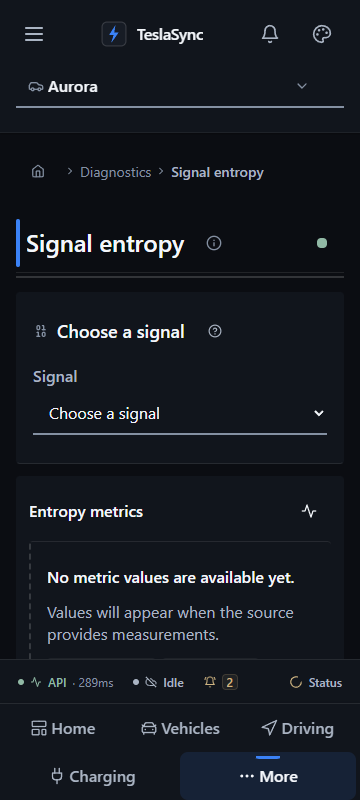 TeslaSync
Aurora
Diagnostics
Signal entropy
Signal entropy
Choose a signal
Signal
Choose a signal
Entropy metrics
No metric values are available yet.
Values will appear when the source
provides measurements.
API · 289ms
Idle
2
Status
Home
Vehicles
Driving
Charging
More